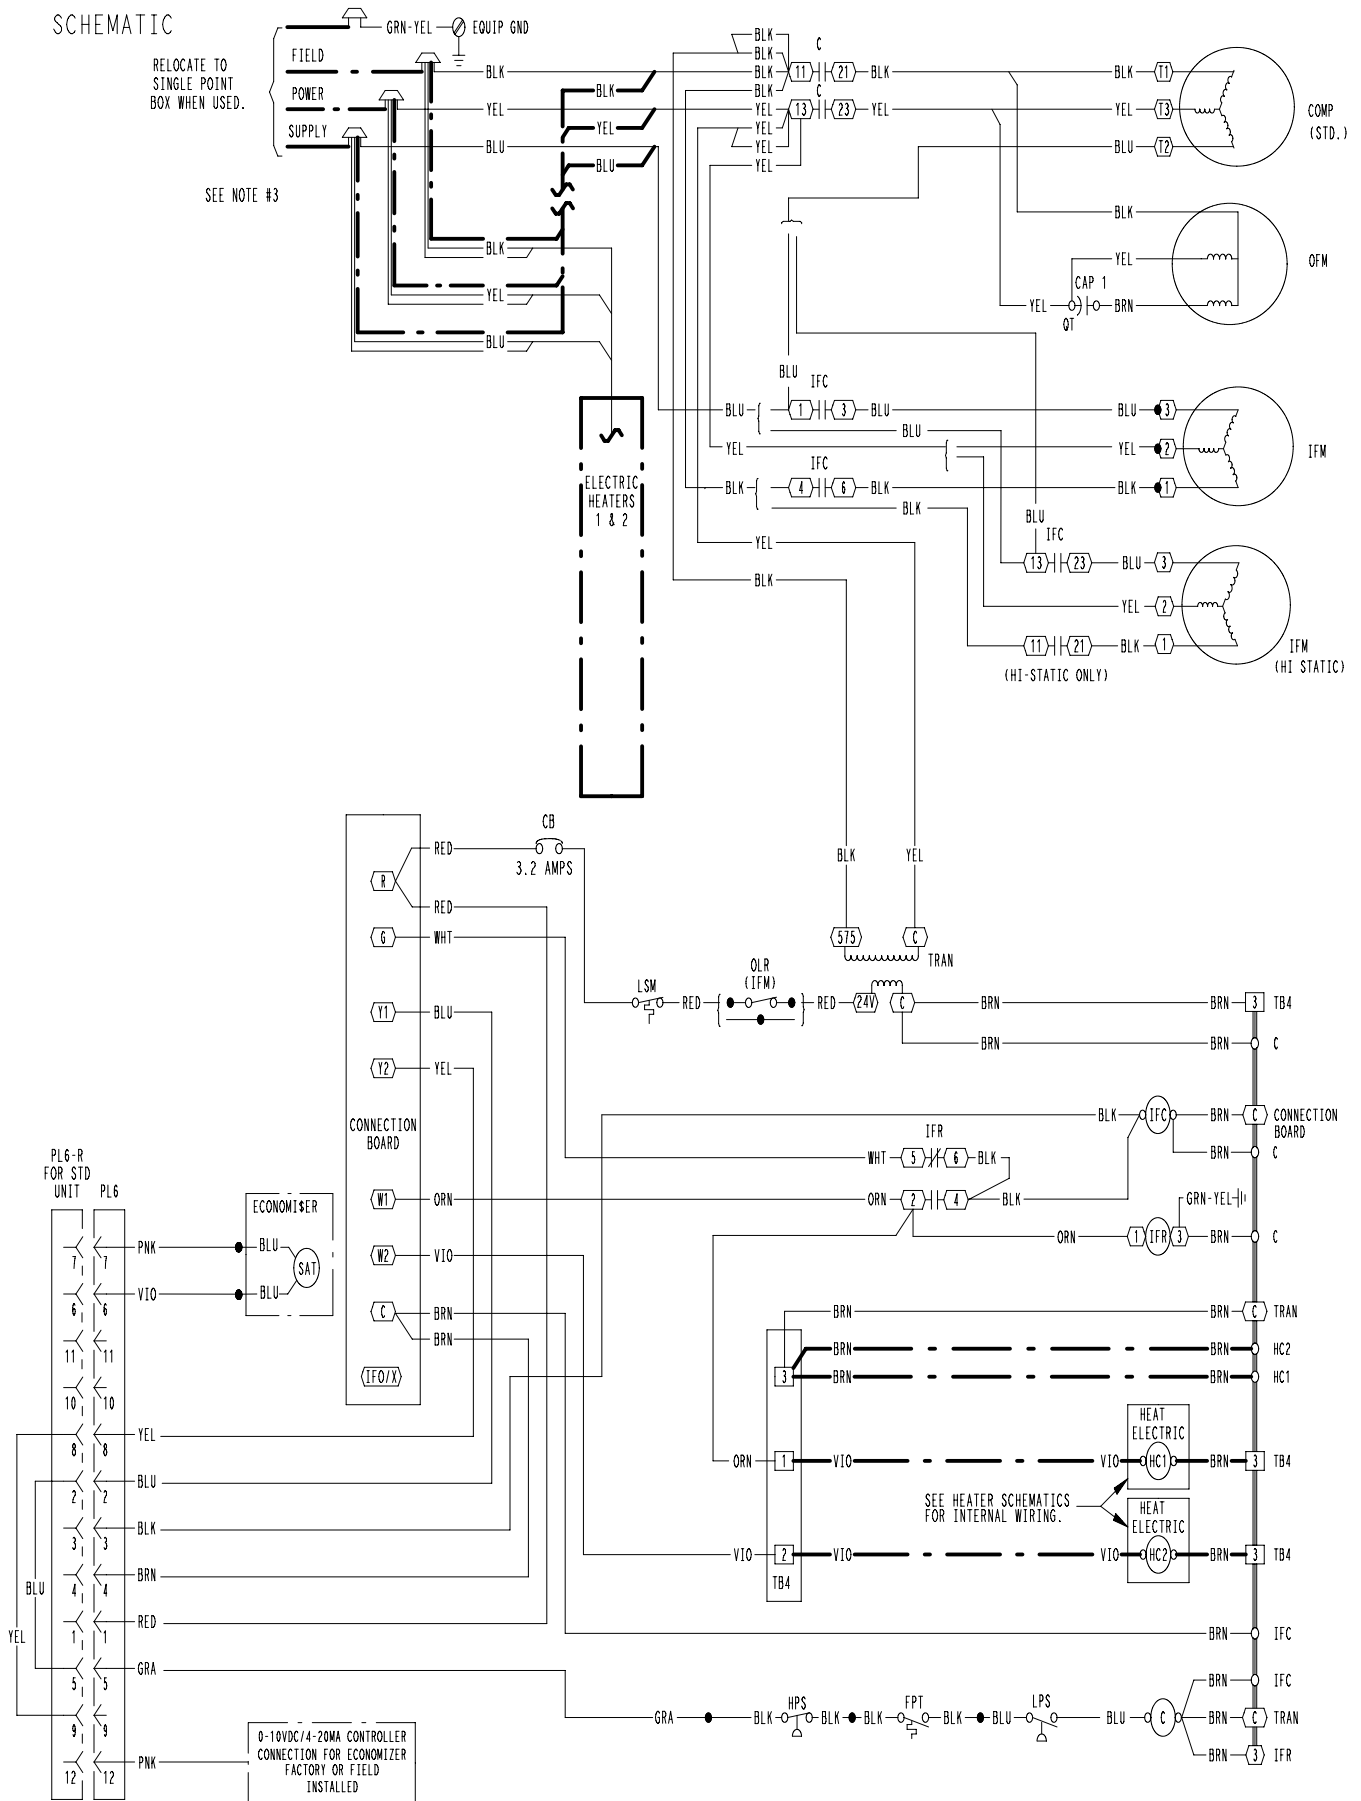 SCHEMATIC
GRN-YEL
EQUIP GND
FIELD
POWER
SUPPLY
RELOCATE TO
SINGLE POINT
BOX WHEN USED.
SEE NOTE #3
BLK
YEL
BLU
BLK
YEL
BLU
BLK
YEL
BLU
BLK
BLK
BLK
BLK
YEL
YEL
YEL
YEL
C
11
21
BLK
C
13
23
YEL
BLK
T1
YEL
T3
BLU
T2
COMP
(STD.)
BLK
YEL
CAP 1
YEL
BRN
QT
OFM
BLU
IFC
BLU
1
3
BLU
BLU
3
BLU
YEL
YEL
2
IFM
IFC
BLK
4
6
BLK
BLK
1
BLK
BLU
IFC
13
23
BLU
3
YEL
2
11
21
BLK
1
(HI-STATIC ONLY)
IFM
(HI STATIC)
YEL
BLK
ELECTRIC
HEATERS
1 & 2
BLK
YEL
575
C
TRAN
CB
3.2 AMPS
RED
R
RED
G
WHT
Y1
BLU
Y2
YEL
CONNECTION
BOARD
W1
ORN
W2
VIO
C
BRN
BRN
IFO/X
LSM
RED
OLR
(IFM)
RED
24V
C
BRN
BRN
3
TB4
BRN
BRN
C
BLK
IFC
BRN
C
CONNECTION
BOARD
BRN
C
IFR
WHT
5
6
BLK
ORN
2
4
BLK
GRN-YEL
ORN
1
IFR
3
BRN
C
BRN
BRN
C
TRAN
BRN
BRN
HC2
3
BRN
BRN
HC1
HEAT
ELECTRIC
ORN
1
VIO
VIO
HC1
BRN
3
TB4
SEE HEATER SCHEMATICS
FOR INTERNAL WIRING.
HEAT
ELECTRIC
VIO
2
VIO
VIO
HC2
BRN
3
TB4
TB4
BRN
IFC
BRN
IFC
GRA
BLK
HPS
BLK
FPT
BLK
BLU
LPS
BLU
C
BRN
C
TRAN
BRN
3
IFR
PL6-R
FOR STD
UNIT
PL6
ECONOMI$ER
7
7
PNK
BLU
SAT
6
6
VIO
BLU
11
11
10
10
8
8
YEL
2
2
BLU
3
3
BLK
4
4
BRN
BLU
1
1
RED
YEL
5
5
GRA
9
9
12
12
PNK
0-10VDC/4-20MA CONTROLLER
CONNECTION FOR ECONOMIZER
FACTORY OR FIELD
INSTALLED